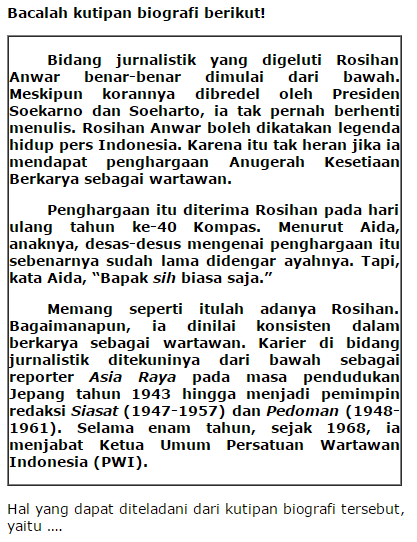 Bacalah kutipan biografi berikut!
Bidang jurnalistik yang digeluti Rosihan
Anwar benar-benar dimulai dari bawah.
Meskipun korannya dibredel oleh Presiden
Soekarno dan Soeharto, ia tak pernah berhenti
menulis. Rosihan Anwar boleh dikatakan legenda
hidup pers Indonesia. Karena itu tak heran jika ia
mendapat penghargaan Anugerah Kesetiaan
Berkarya sebagai wartawan.
Penghargaan itu diterima Rosihan pada hari
ulang tahun ke-40 Kompas. Menurut Aida,
anaknya, desas-desus mengenai penghargaan itu
sebenarnya sudah lama didengar ayahnya. Tapi,
kata Aida, “Bapak sih biasa saja.”
Memang seperti itulah adanya Rosihan.
Bagaimanapun, ia dinilai konsisten dalam
berkarya sebagai wartawan. Karier di bidang
jurnalistik ditekuninya dari bawah sebagai
reporter Asia Raya pada masa pendudukan
Jepang tahun 1943 hingga menjadi pemimpin
redaksi Siasat (1947-1957) dan Pedoman (1948-
1961). Selama enam tahun, sejak 1968, ia
menjabat Ketua Umum Persatuan Wartawan
Indonesia (PWI).
Hal yang dapat diteladani dari kutipan biografi tersebut,
yaitu ....